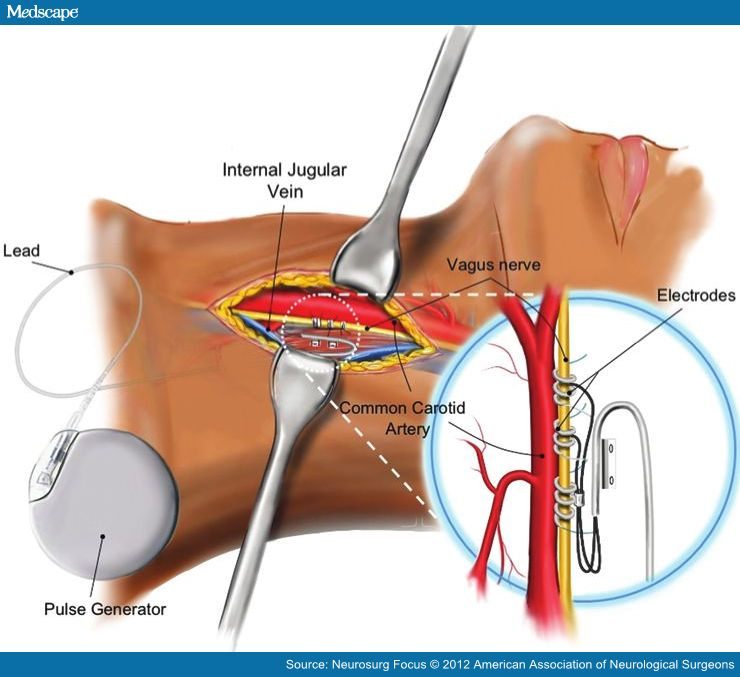 Medscape
Internal Jugular
Vein
Lead
Vagus nerve
Electrodes
Common Carotid
Artery
Pulse Generator
Source: Neurosurg Focus © 2012 American Association of Neurological Surgeons